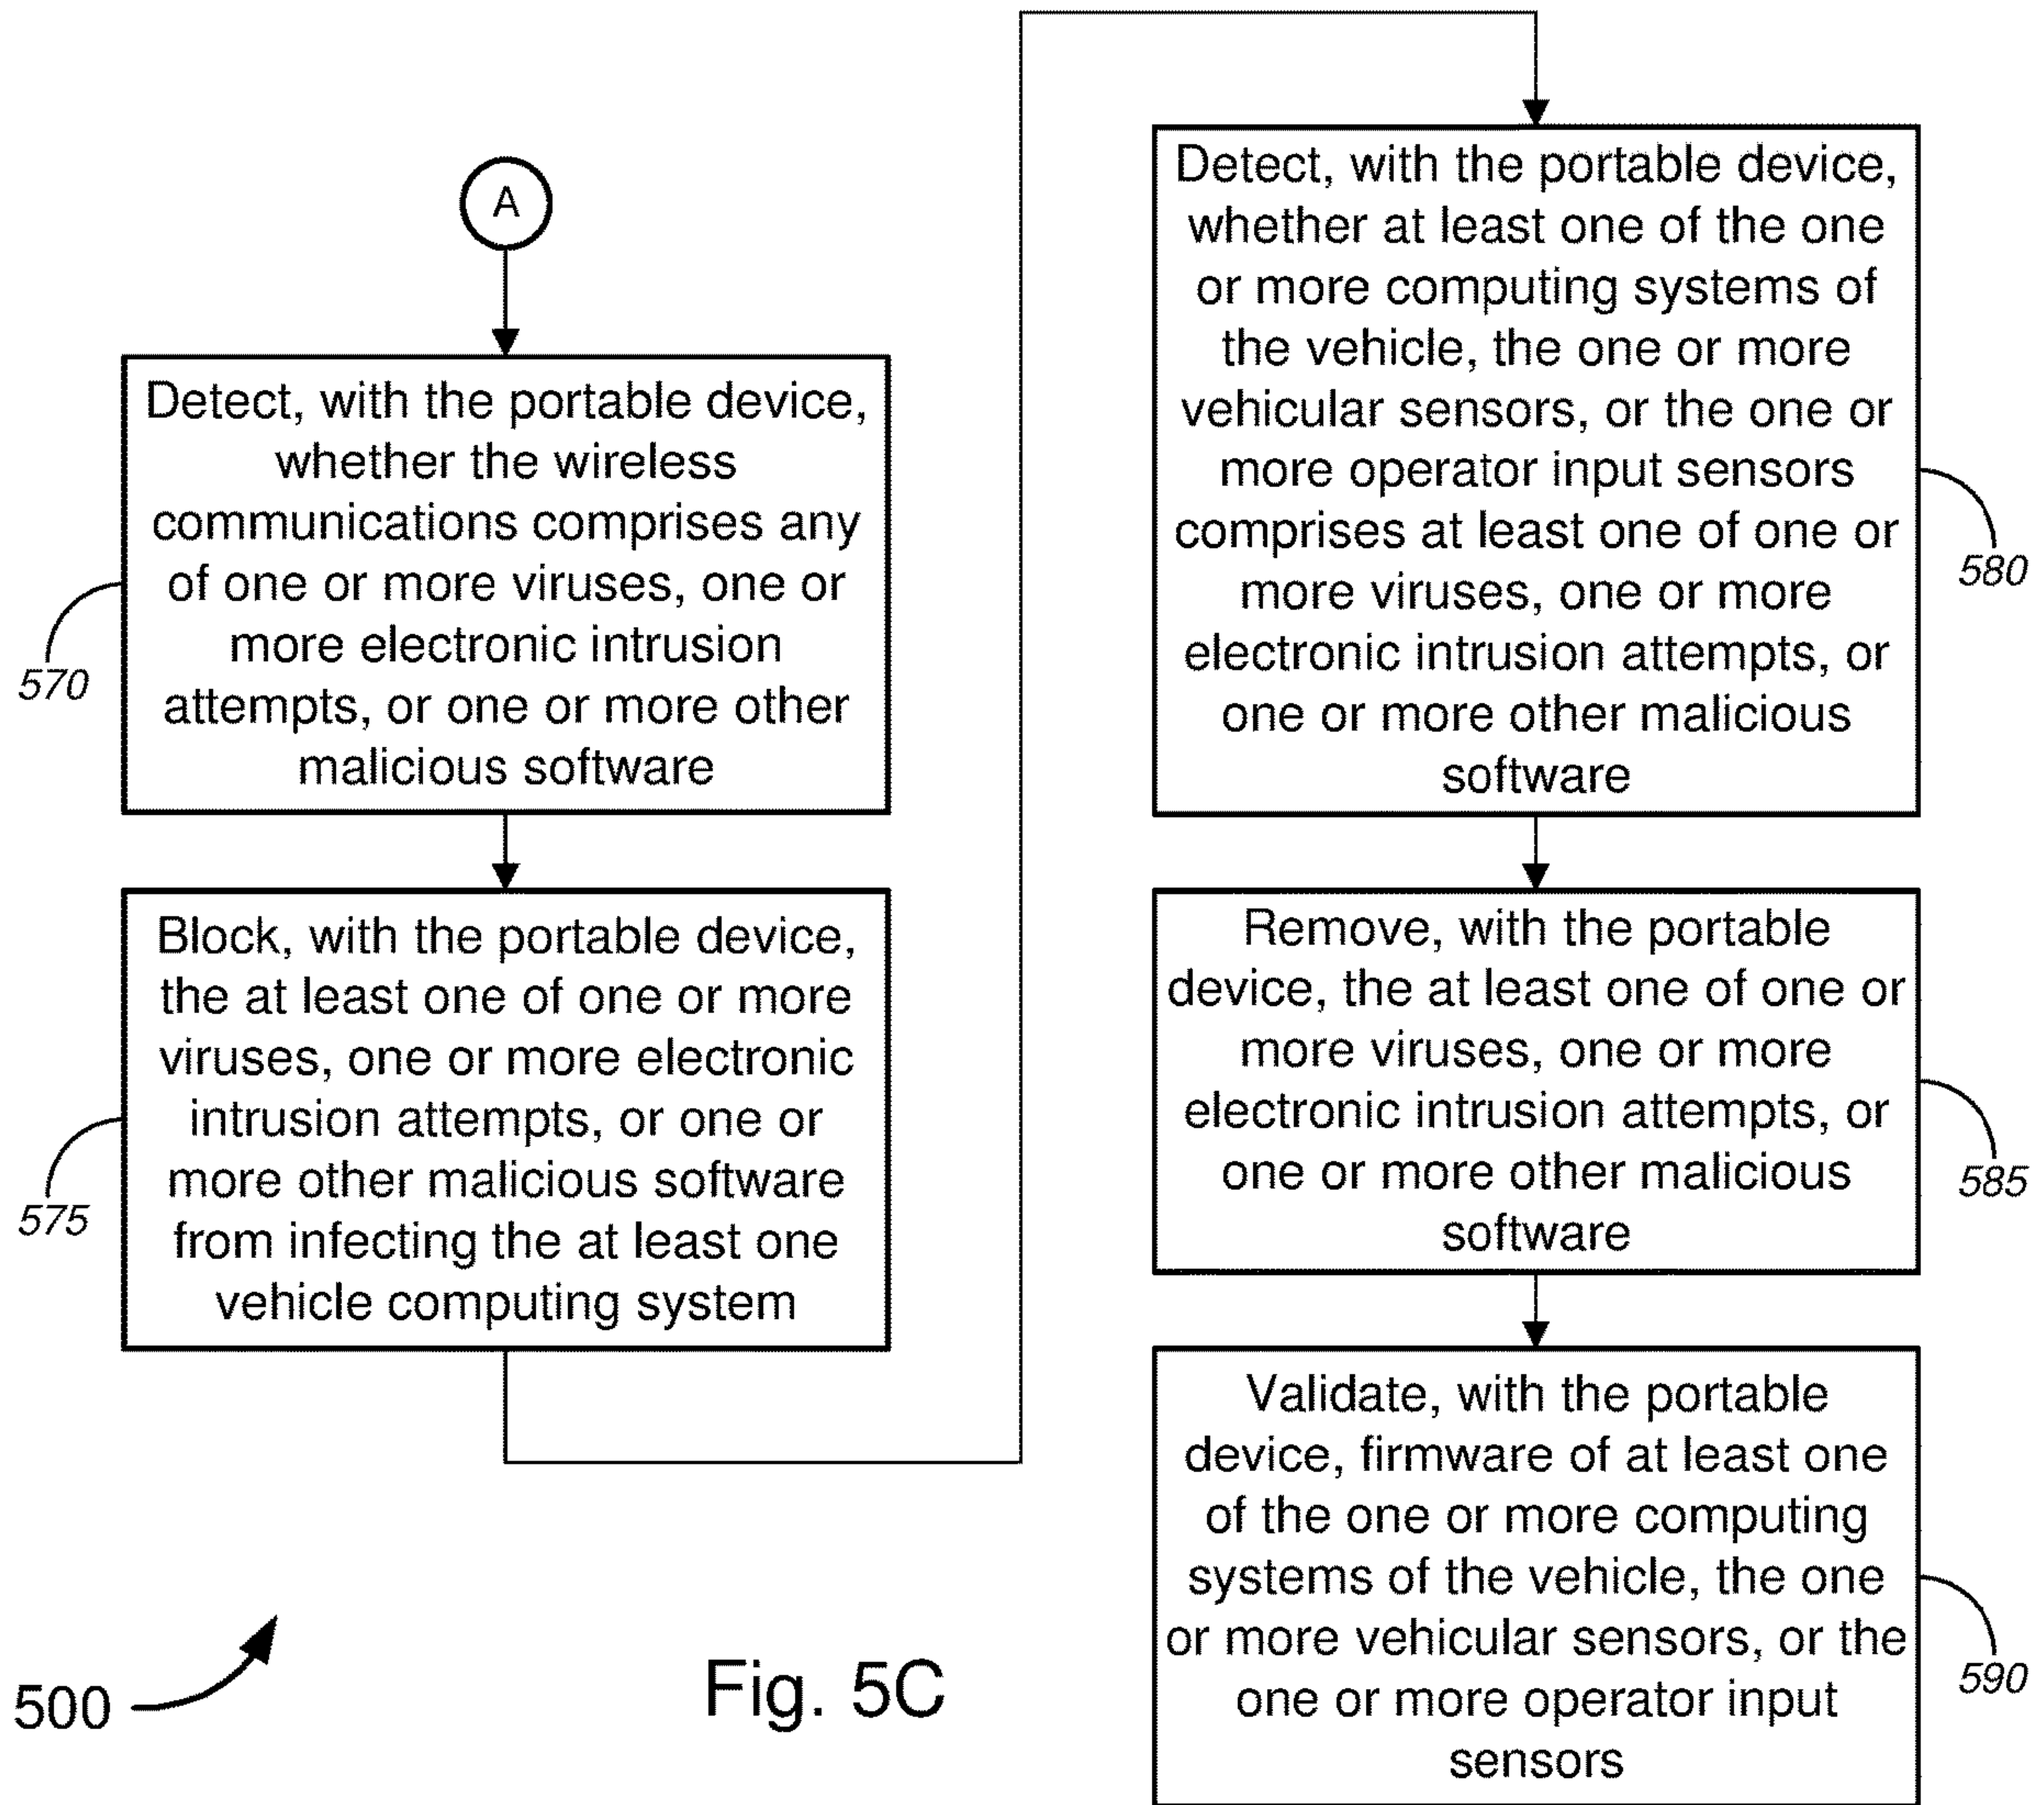 A
Detect, with the portable device,
whether the wireless
communications comprises any
of one or more viruses, one or
more electronic intrusion
attempts, or one or more other
malicious software
570
Block, with the portable device,
the at least one of one or more
viruses, one or more electronic
intrusion attempts, or one or
more other malicious software
from infecting the at least one
vehicle computing system
575
Detect, with the portable device,
whether at least one of the one
or more computing systems of
the vehicle, the one or more
vehicular sensors, or the one or
more operator input sensors
comprises at least one of one or
more viruses, one or more
electronic intrusion attempts, or
one or more other malicious
software
580
Remove, with the portable
device, the at least one of one or
more viruses, one or more
electronic intrusion attempts, or
one or more other malicious
software
585
Validate, with the portable
device, firmware of at least one
of the one or more computing
systems of the vehicle, the one
or more vehicular sensors, or the
one or more operator input
sensors
590
500
Fig. 5C